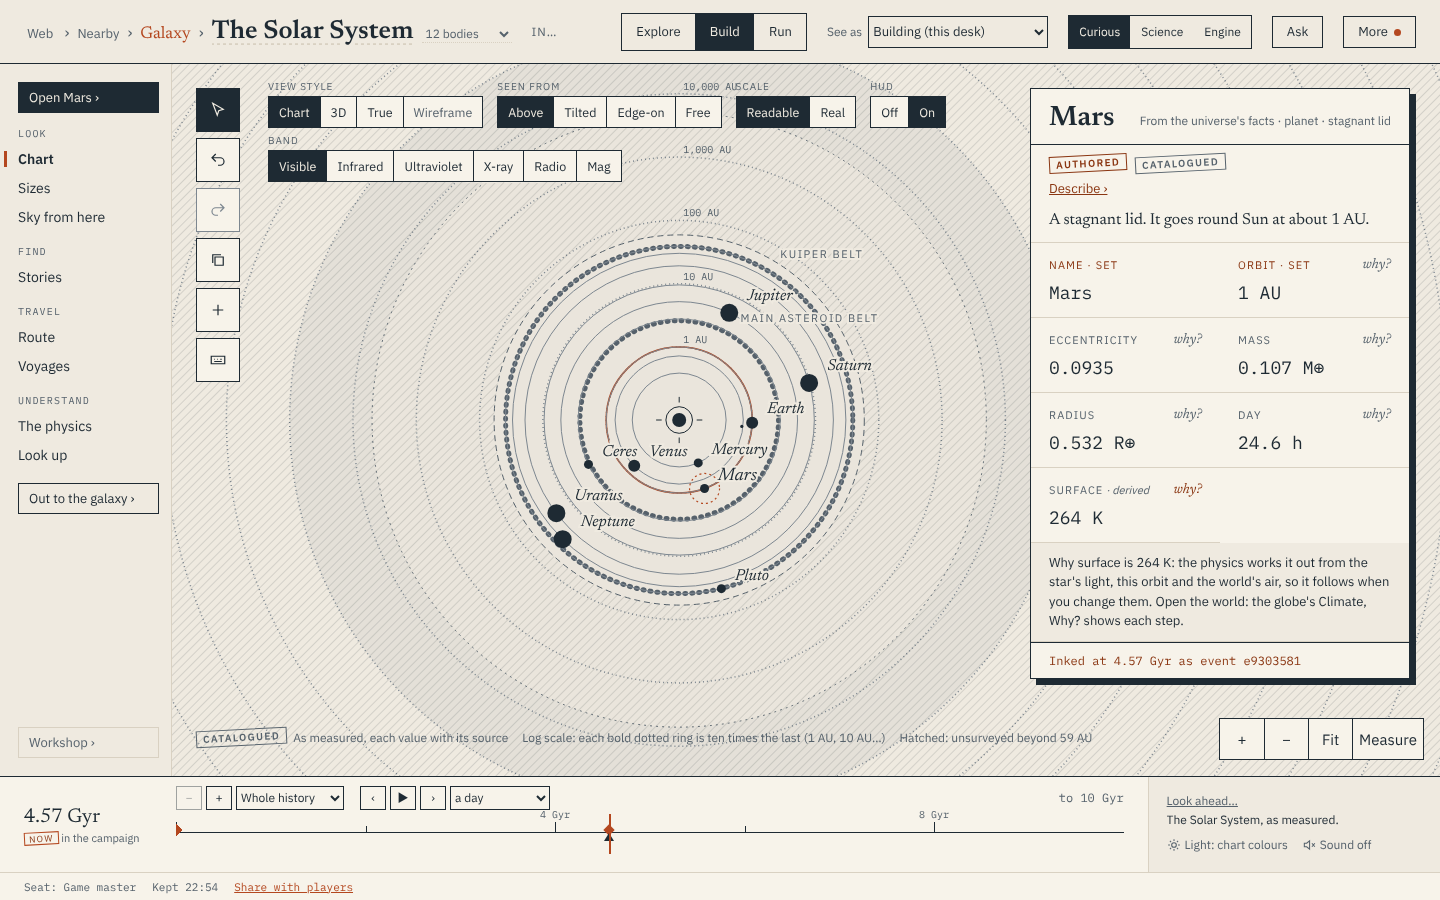 Web › Nearby › Galaxy › The Solar System 12 bodies IN…
Explore Build Run
See as Building (this desk)
Curious Science Engine
Ask
More
Open Mars ›
LOOK
Chart
Sizes
Sky from here
FIND
Stories
TRAVEL
Route
Voyages
UNDERSTAND
The physics
Look up
Out to the galaxy ›
Workshop ›
VIEW STYLE
Chart 3D True Wireframe
SEEN FROM
Above Tilted Edge-on Free
SCALE
Readable Real
HUD
Off On
BAND
Visible Infrared Ultraviolet X-ray Radio Mag
10,000 AU
1,000 AU
100 AU
KUIPER BELT
10 AU
Jupiter
MAIN ASTEROID BELT
1 AU
Saturn
Earth
Ceres
Venus
Mercury
Mars
Uranus
Neptune
Pluto
CATALOGUED As measured, each value with its source Log scale: each bold dotted ring is ten times the last (1 AU, 10 AU…) Hatched: unsurveyed beyond 59 AU
Mars From the universe's facts · planet · stagnant lid
AUTHORED CATALOGUED
Describe ›
A stagnant lid. It goes round Sun at about 1 AU.
NAME · SET
Mars
ORBIT · SET why?
1 AU
ECCENTRICITY why?
0.0935
MASS why?
0.107 M⊕
RADIUS why?
0.532 R⊕
DAY why?
24.6 h
SURFACE · derived why?
264 K
Why surface is 264 K: the physics works it out from the
star's light, this orbit and the world's air, so it follows when
you change them. Open the world: the globe's Climate,
Why? shows each step.
Inked at 4.57 Gyr as event e9303581
+ − Fit Measure
4.57 Gyr
NOW in the campaign
− + Whole history ‹ › a day
to 10 Gyr
4 Gyr
8 Gyr
Look ahead…
The Solar System, as measured.
Light: chart colours Sound off
Seat: Game master Kept 22:54 Share with players